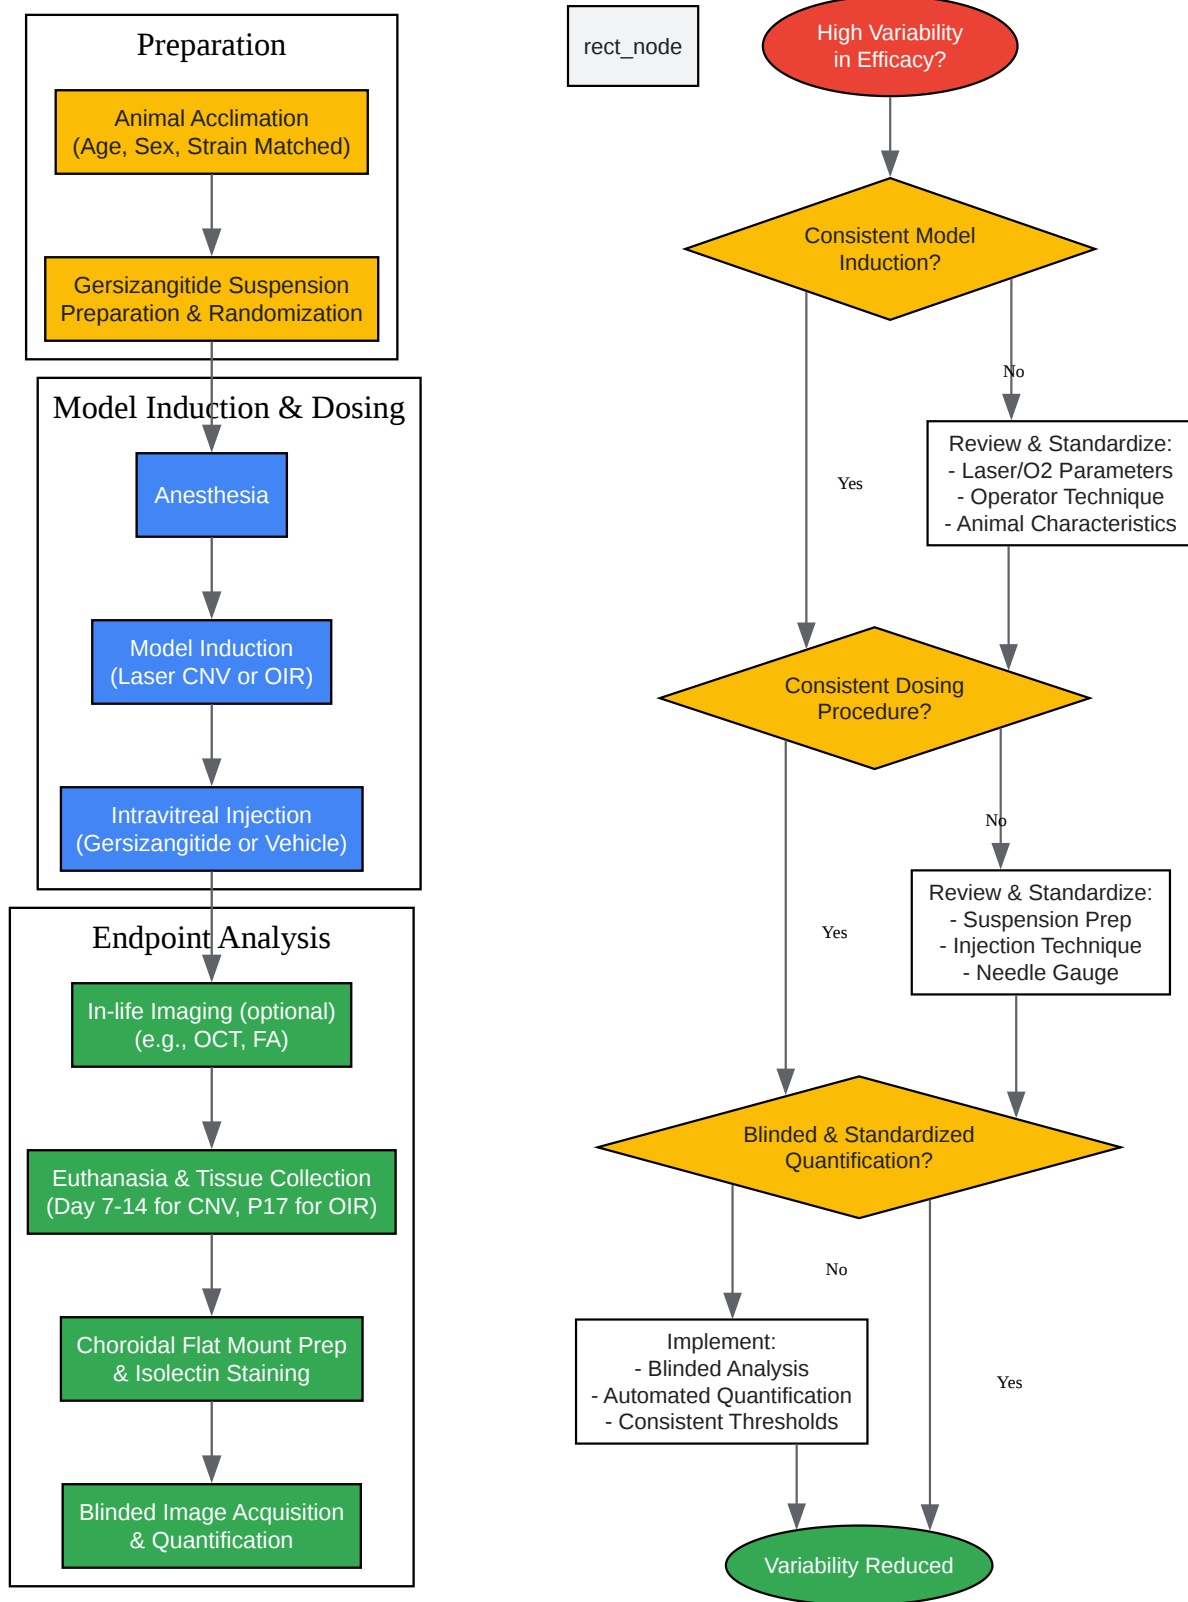 Preparation
Animal Acclimation
(Age, Sex, Strain Matched)
Gersizangitide Suspension
Preparation & Randomization
Model Induction & Dosing
Anesthesia
Model Induction
(Laser CNV or OIR)
Intravitreal Injection
(Gersizangitide or Vehicle)
Endpoint Analysis
In-life Imaging (optional)
(e.g., OCT, FA)
Euthanasia & Tissue Collection
(Day 7-14 for CNV, P17 for OIR)
Choroidal Flat Mount Prep
& Isolectin Staining
Blinded Image Acquisition
& Quantification
rect_node
High Variability
in Efficacy?
Consistent Model
Induction?
No
Yes
Review & Standardize:
- Laser/O2 Parameters
- Operator Technique
- Animal Characteristics
Consistent Dosing
Procedure?
No
Yes
Review & Standardize:
- Suspension Prep
- Injection Technique
- Needle Gauge
Blinded & Standardized
Quantification?
No
Yes
Implement:
- Blinded Analysis
- Automated Quantification
- Consistent Thresholds
Variability Reduced